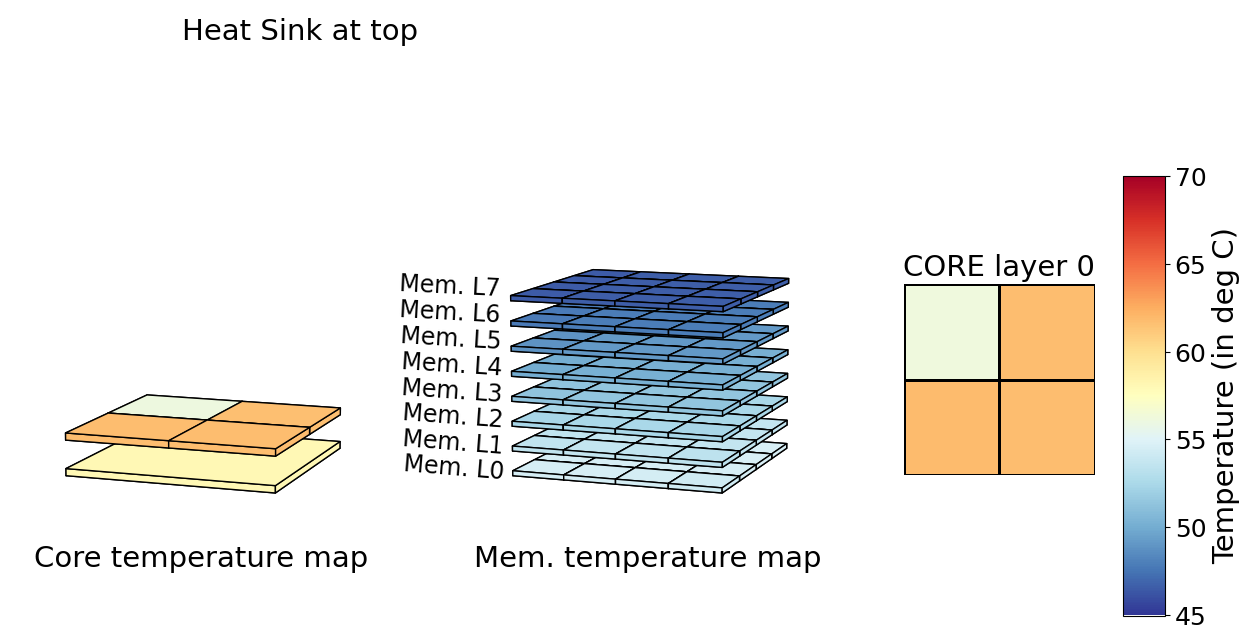 Heat Sink at top
Mem. L7
Mem. L6
Mem. L5
Mem. L4
Mem. L3
Mem. L2
Mem. L1
Mem. L0
Core temperature map
Mem. temperature map
CORE layer 0
70
65
60
55
50
45
Temperature (in deg C)